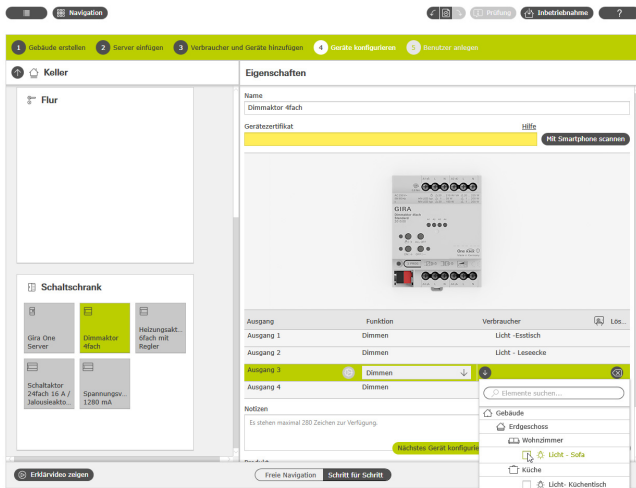 Navigation
Prüfung
Inbetriebnahme
?
1 Gebäude erstellen
2 Server einfügen
3 Verbraucher und Geräte hinzufügen
4 Geräte konfigurieren
5 Benutzer anlegen
Keller
Flur
Schaltschrank
Gira One Server
Dimmaktor 4fach
Heizungsakt... 6fach mit Regler
Schaltaktor 24fach 16 A / Jalousieakto...
Spannungsv... 1280 mA
Eigenschaften
Name
Dimmaktor 4fach
Gerätezertifikat
Hilfe
Mit Smartphone scannen
GIRA
Ausgang Funktion Verbraucher Lös...
Ausgang 1 Dimmen Licht -Esstisch
Ausgang 2 Dimmen Licht - Leseecke
Ausgang 3 Dimmen
Ausgang 4 Dimmen
Elemente suchen...
Gebäude
Erdgeschoss
Wohnzimmer
Licht - Sofa
Küche
Licht- Küchentisch
Notizen
Es stehen maximal 280 Zeichen zur Verfügung.
Nächstes Gerät konfigurie
Erklärvideo zeigen
Freie Navigation
Schritt für Schritt